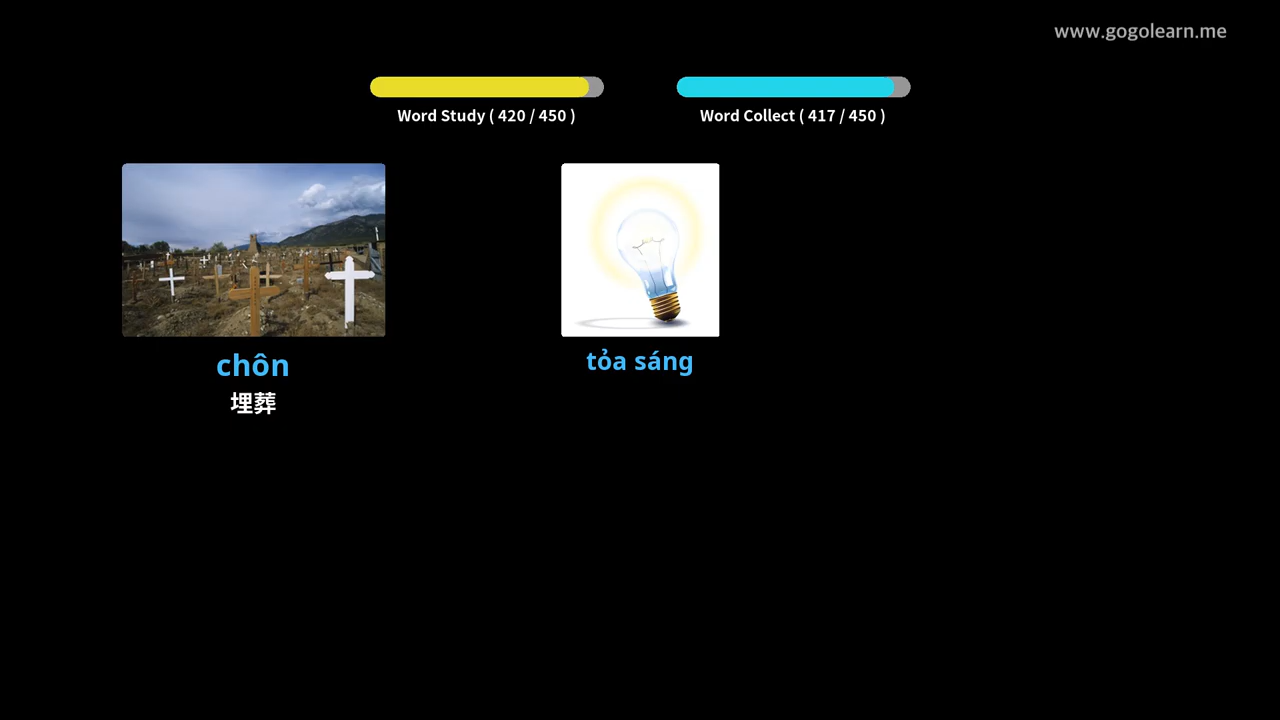 www.gogolearn.me
Word Study ( 420 / 450 )
Word Collect ( 417 / 450 )
chôn
埋葬
tỏa sáng